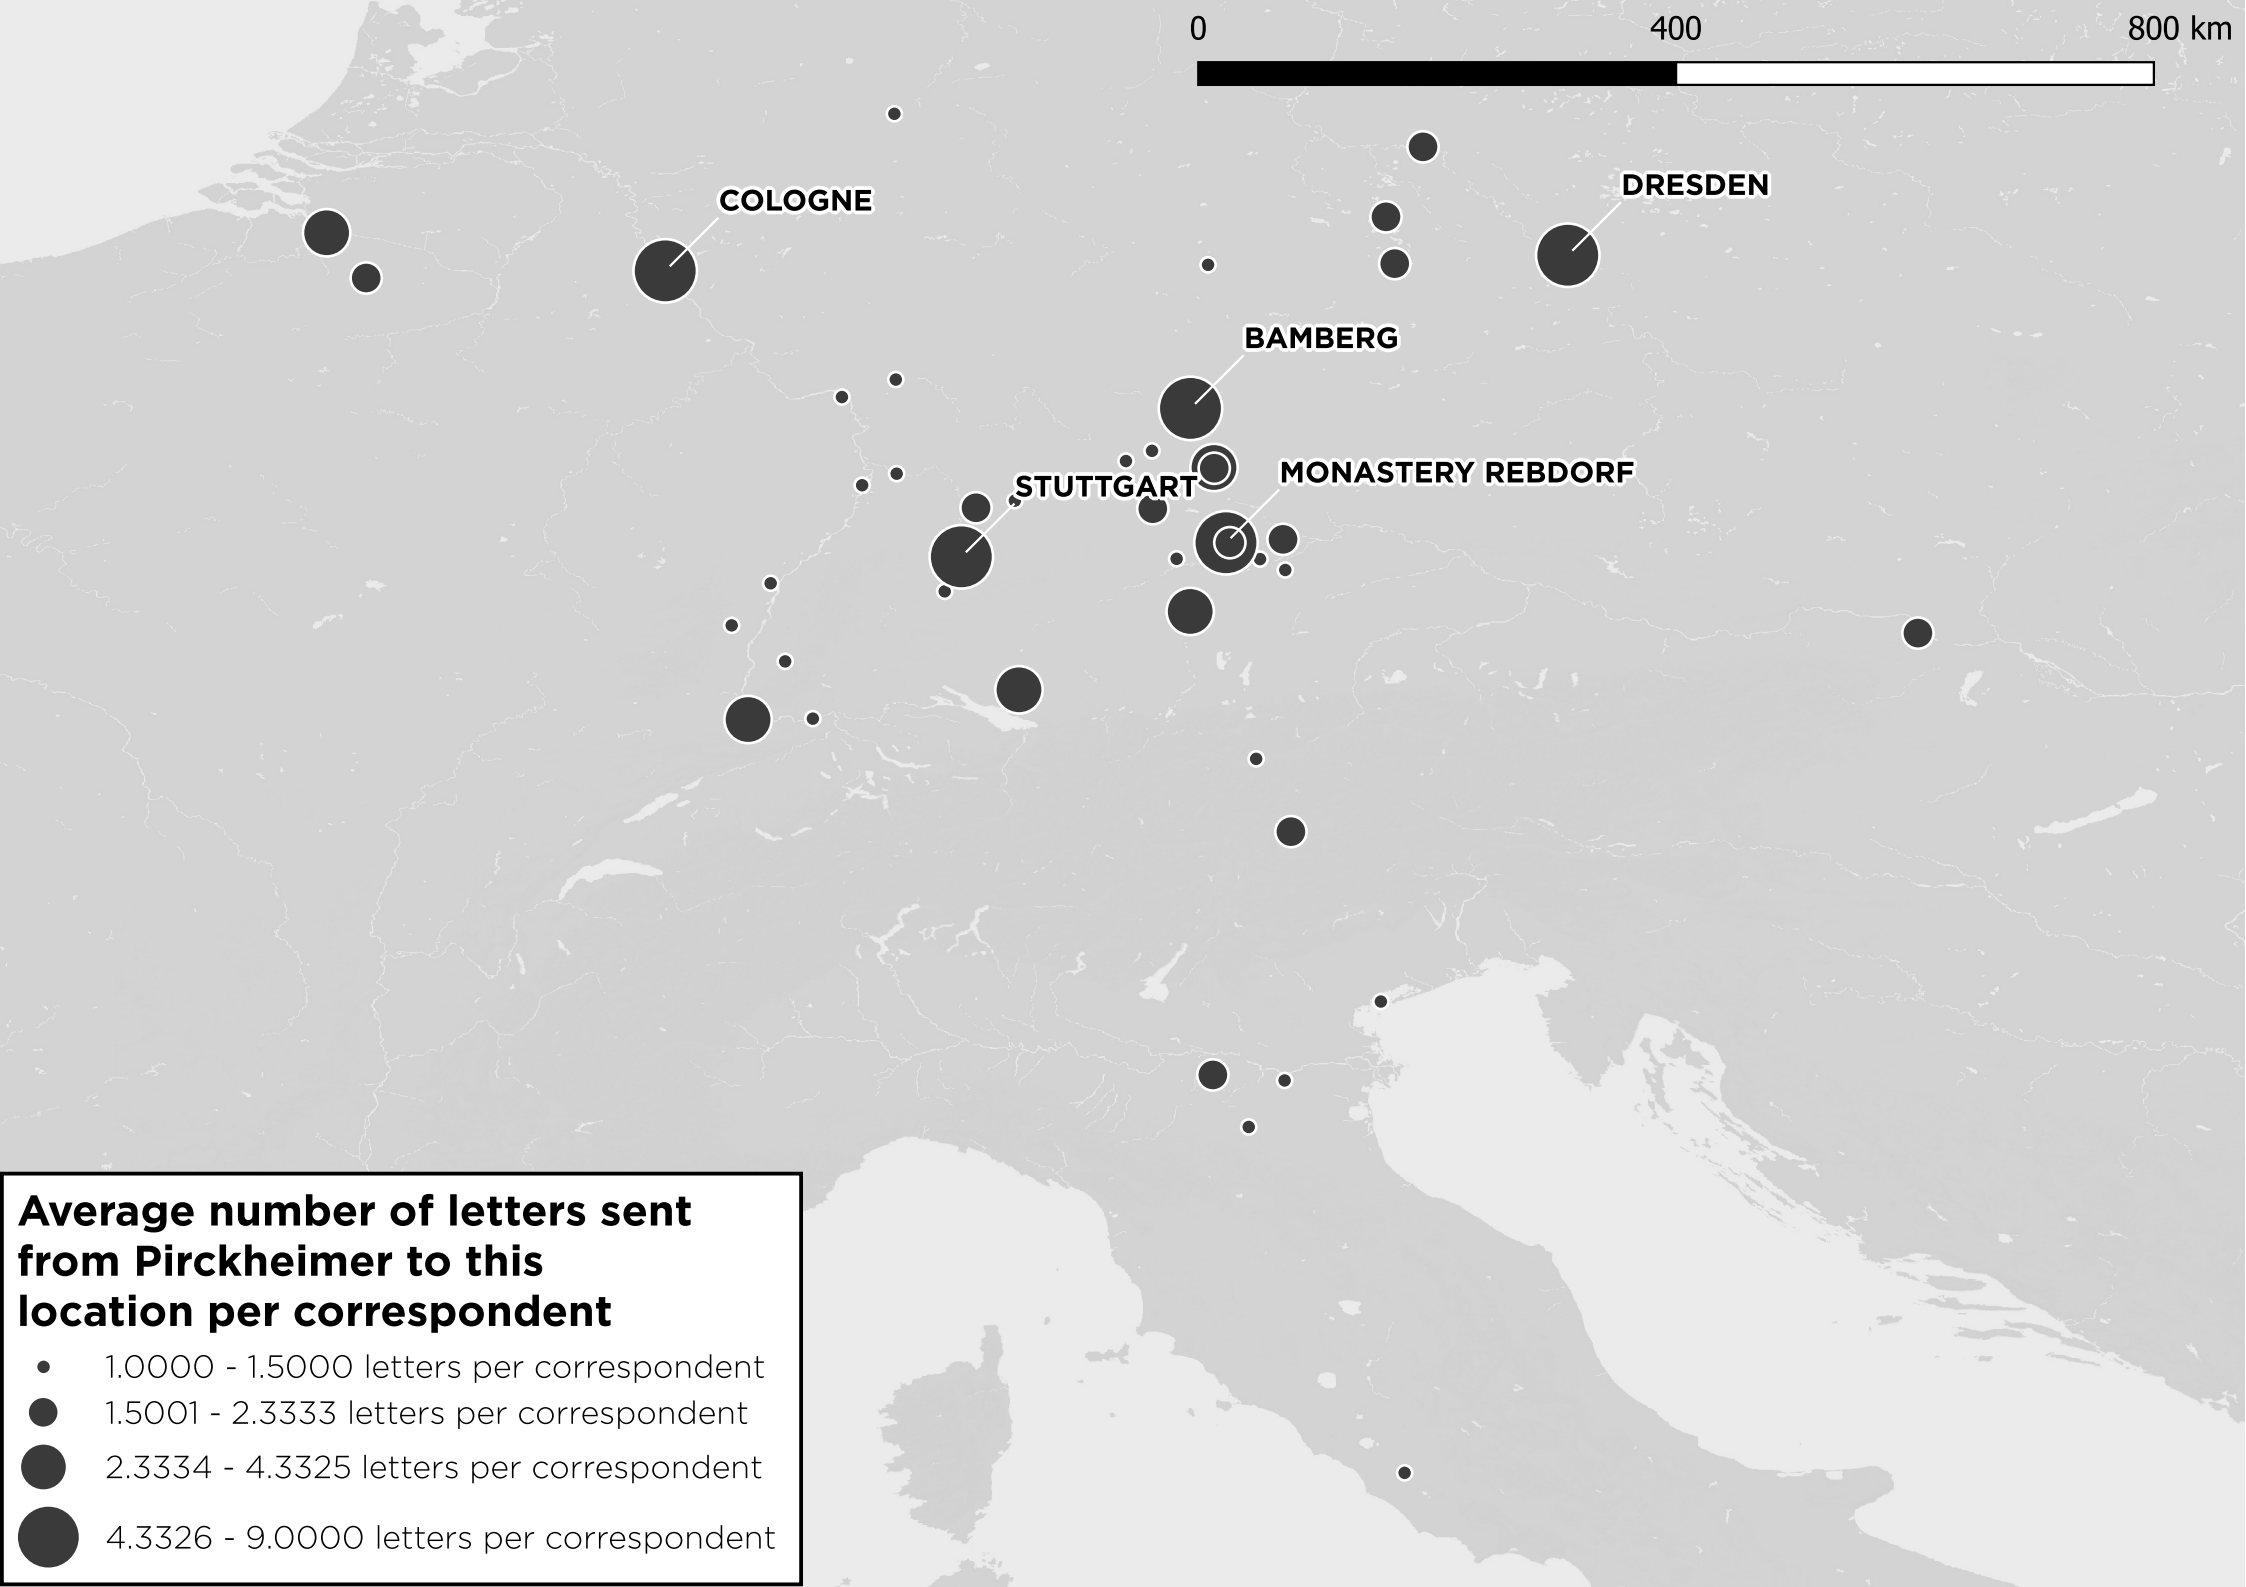 0 400 800 km
DRESDEN
COLOGNE
BAMBERG
MONASTERY REBDORF
STUTTGART
Average number of letters sent
from Pirckheimer to this
location per correspondent
1.0000 - 1.5000 letters per correspondent
1.5001 - 2.3333 letters per correspondent
2.3334 - 4.3325 letters per correspondent
4.3326 - 9.0000 letters per correspondent